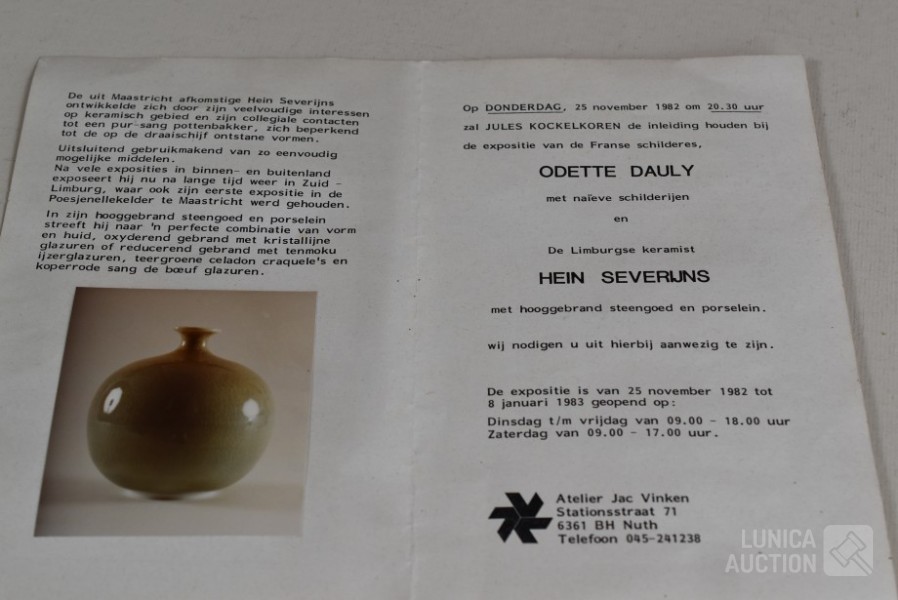 De uit Maastricht afkomstige Hein Severijns
ontwikkelde zich door zijn veelvoudige interessen
op keramisch gebied en zijn collegiale contacten
tot een pur-sang pottenbakker, zich beperkend
tot de op de draaischijf ontstane vormen.
Uitsluitend gebruikmakend van zo eenvoudig
mogelijke middelen.
Na vele exposities in binnen- en buitenland
exposeert hij nu na lange tijd weer in Zuid -
Limburg, waar ook zijn eerste expositie in de
Poesjenellekelder te Maastricht werd gehouden.
In zijn hooggebrand steengoed en porselein
streeft hij naar 'n perfecte combinatie van vorm
en huid, oxyderend gebrand met kristallijne
glazuren of reducerend gebrand met tenmoku
ijzerglazuren, teergroene celadon craquele's en
koperrode sang de bœuf glazuren.
Op DONDERDAG, 25 november 1982 om 20.30 uur
zal JULES KOCKELKOREN de inleiding houden bij
de expositie van de Franse schilderes,
ODETTE DAULY
met naïeve schilderijen
en
De Limburgse keramist
HEIN SEVERIJNS
met hooggebrand steengoed en porselein.
wij nodigen u uit hierbij aanwezig te zijn.
De expositie is van 25 november 1982 tot
8 januari 1983 geopend op:
Dinsdag t/m vrijdag van 09.00 - 18.00 uur
Zaterdag van 09.00 - 17.00 uur.
Atelier Jac Vinken
Stationsstraat 71
6361 BH Nuth
Telefoon 045-241238
LUNICA
AUCTION